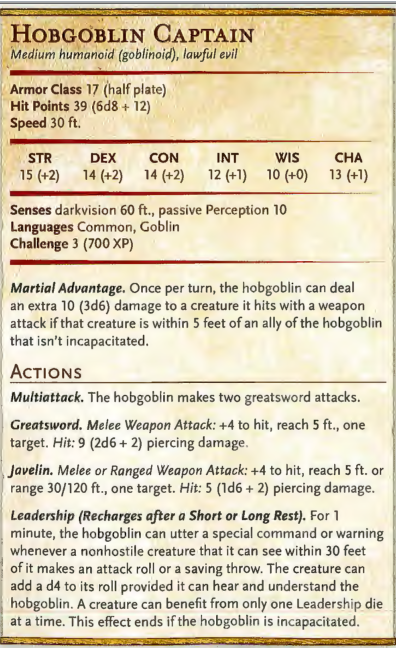 HOBGOBLIN CAPTAIN
Medium humanoid (goblinoid), lawful evil
Armor Class 17 (half plate)
Hit Points 39 (6d8 + 12)
Speed 30 ft.
STR DEX CON INT WIS CHA
15 (+2) 14 (+2) 14 (+2) 12 (+1) 10 (+0) 13 (+1)
Senses darkvision 60 ft., passive Perception 10
Languages Common, Goblin
Challenge 3 (700 XP)
Martial Advantage. Once per turn, the hobgoblin can deal
an extra 10 (3d6) damage to a creature it hits with a weapon
attack if that creature is within 5 feet of an ally of the hobgoblin
that isn't incapacitated.
ACTIONS
Multiattack. The hobgoblin makes two greatsword attacks.
Greatsword. Melee Weapon Attack: +4 to hit, reach 5 ft., one
target. Hit: 9 (2d6 + 2) piercing damage.
Javelin. Melee or Ranged Weapon Attack: +4 to hit, reach 5 ft. or
range 30/120 ft., one target. Hit: 5 (1d6 + 2) piercing damage.
Leadership (Recharges after a Short or Long Rest). For 1
minute, the hobgoblin can utter a special command or warning
whenever a nonhostile creature that it can see within 30 feet
of it makes an attack roll or a saving throw. The creature can
add a d4 to its roll provided it can hear and understand the
hobgoblin. A creature can benefit from only one Leadership die
at a time. This effect ends if the hobgoblin is incapacitated.